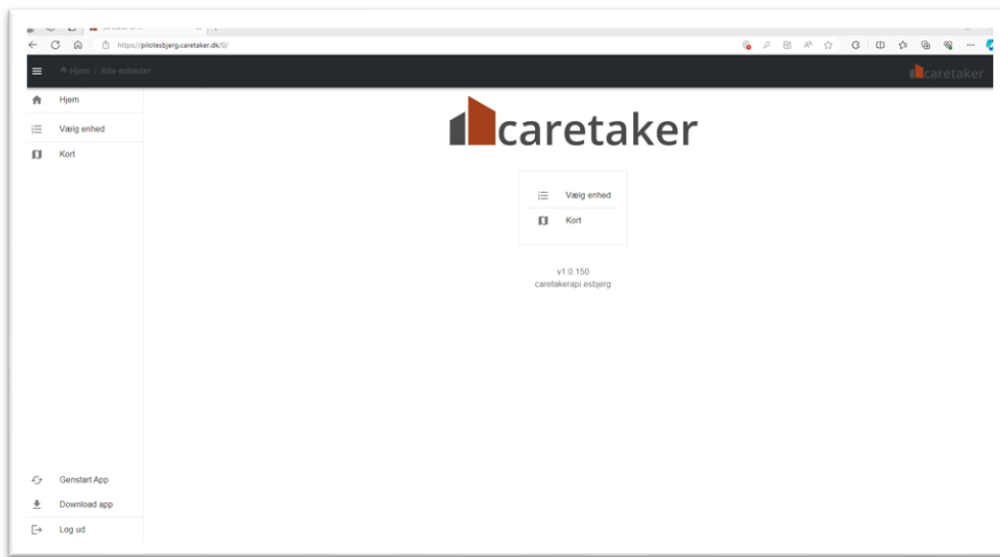 https://pilotesbjerg.caretaker.dk/0/
Hjem / Alle enheder
caretaker
Hjem
Vælg enhed
Kort
caretaker
Vælg enhed
Kort
v1.0.150
caretakerapi.esbjerg
Genstart App
Download app
Log ud